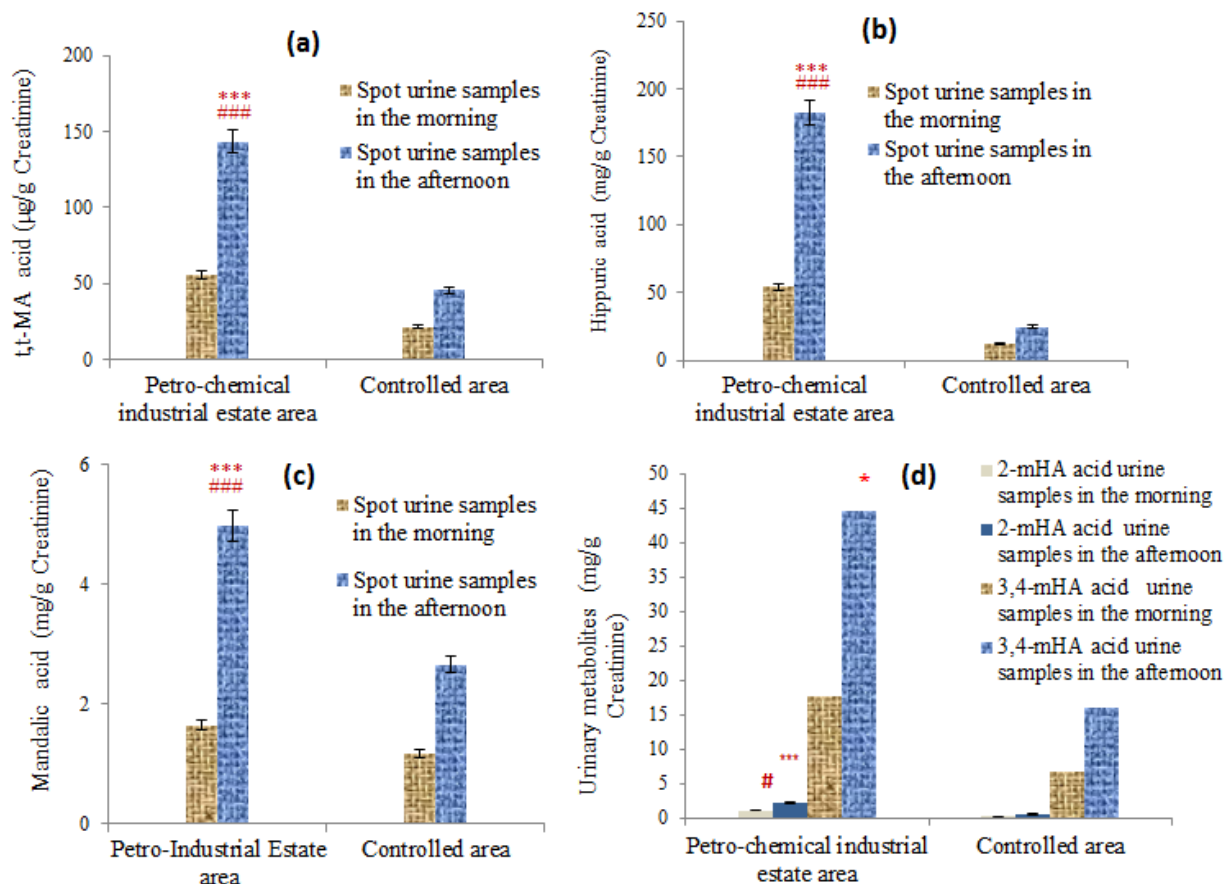 (a)
t,t-MA acid (µg/g Creatinine)
200
150
100
50
0
***
###
Spot urine samples
in the morning
Spot urine samples
in the afternoon
Petro-chemical
industrial estate area
Controlled area
(b)
Hippuric acid (mg/g Creatinine)
250
200
150
100
50
0
***
###
Spot urine samples in
the morning
Spot urine samples in
the afternoon
Petro-chemical
industrial estate area
Controlled area
(c)
Mandalic acid (mg/g Creatinine)
6
4
2
0
***
###
Spot urine samples
in the morning
Spot urine samples
in the afternoon
Petro-Industrial Estate
area
Controlled area
(d)
Urinary metabolites (mg/g
Creatinine)
50
45
40
35
30
25
20
15
10
5
0
#
***
*
2-mHA acid urine
samples in the morning
2-mHA acid urine
samples in the afternoon
3,4-mHA acid urine
samples in the morning
3,4-mHA acid urine
samples in the afternoon
Petro-chemical industrial
estate area
Controlled area